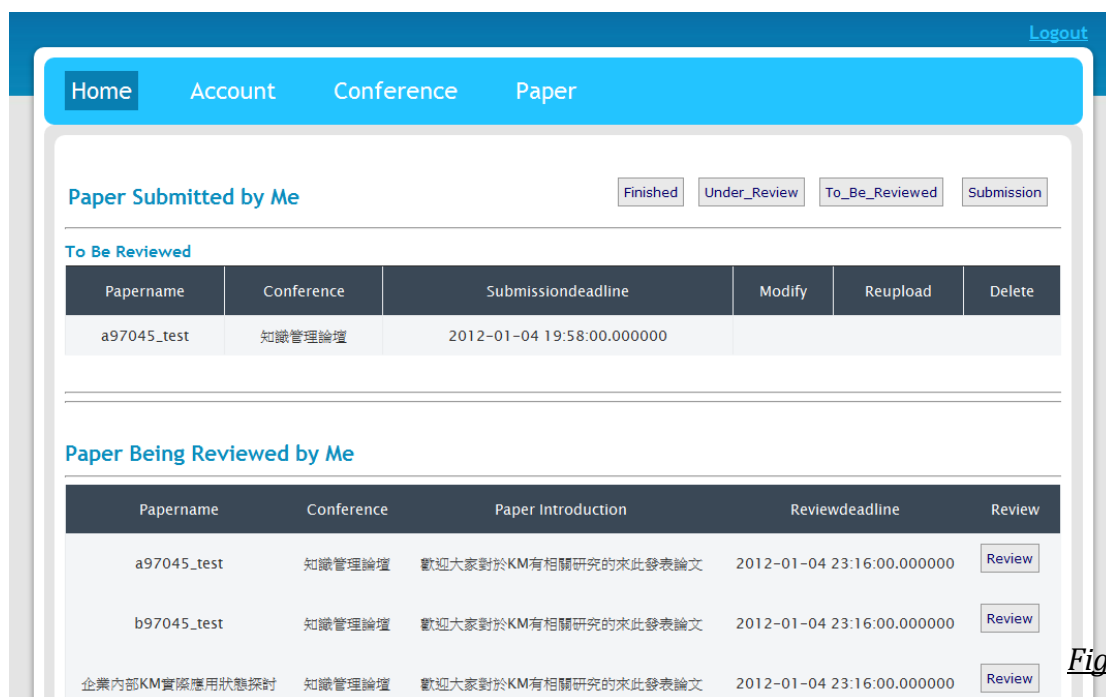 Logout
Home Account Conference Paper
Paper Submitted by Me Finished Under_Review To_Be_Reviewed Submission
To Be Reviewed
Papername Conference Submissiondeadline Modify Reupload Delete
a97045_test 知識管理論壇 2012-01-04 19:58:00.000000
Paper Being Reviewed by Me
Papername Conference Paper Introduction Reviewdeadline Review
a97045_test 知識管理論壇 歡迎大家對於KM有相關研究的來此發表論文 2012-01-04 23:16:00.000000 Review
b97045_test 知識管理論壇 歡迎大家對於KM有相關研究的來此發表論文 2012-01-04 23:16:00.000000 Review
Fig
企業內部KM實際應用狀態探討 知識管理論壇 歡迎大家對於KM有相關研究的來此發表論文 2012-01-04 23:16:00.000000 Review